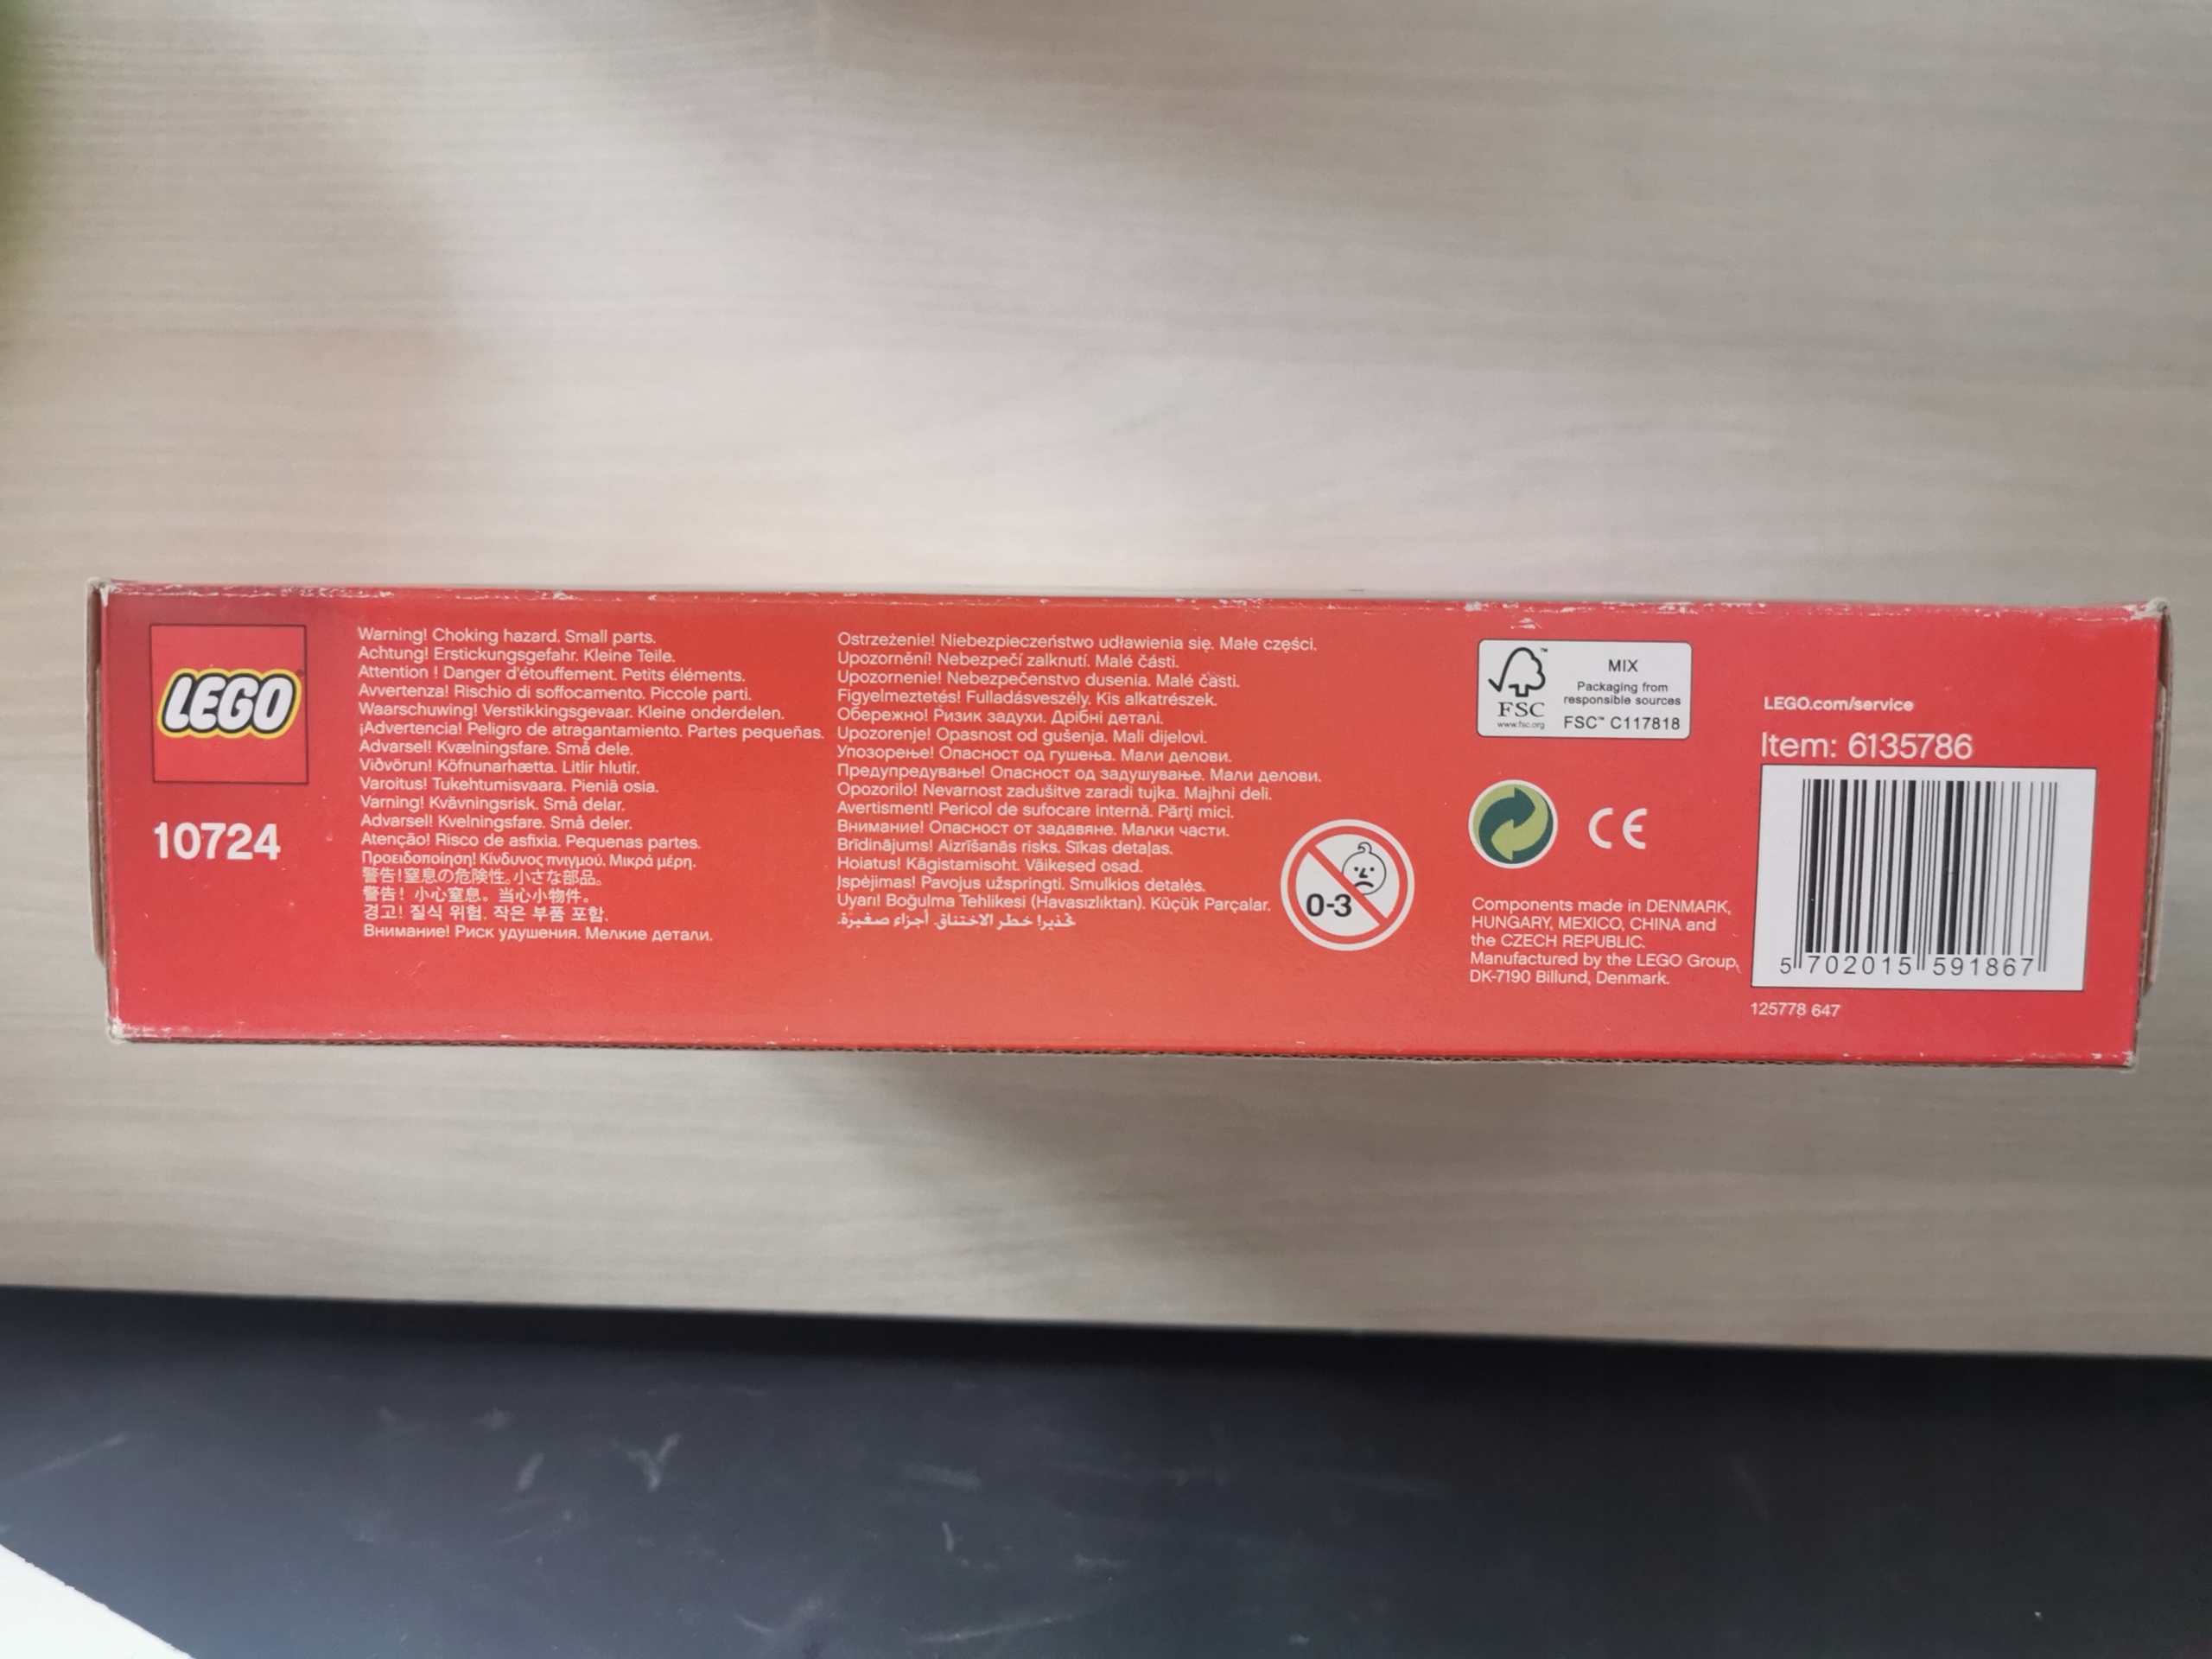 LEGO
10724
Warning! Choking hazard. Small parts.
Achtung! Erstickungsgefahr. Kleine Teile.
Attention ! Danger d'étouffement. Petits éléments.
Avvertenza! Rischio di soffocamento. Piccole parti.
Waarschuwing! Verstikkingsgevaar. Kleine onderdelen.
¡Advertencia! Peligro de atragantamiento. Partes pequeñas.
Advarsel! Kvælningsfare. Små dele.
Viðvörun! Köfnunarhætta. Litlir hlutir.
Varoitus! Tukehtumisvaara. Pieniä osia.
Varning! Kvävningsrisk. Små delar.
Advarsel! Kvelningsfare. Små deler.
Atenção! Risco de asfixia. Pequenas partes.
Προειδοποίηση! Κίνδυνος πνιγμού. Μικρά μέρη.
警告!窒息の危険性。小さな部品。
警告! 小心窒息。当心小物件。
경고! 질식 위험. 작은 부품 포함.
Внимание! Риск удушения. Мелкие детали.
Ostrzeżenie! Niebezpieczeństwo udławienia się. Małe części.
Upozornění! Nebezpečí zalknutí. Malé části.
Upozornenie! Nebezpečenstvo dusenia. Malé časti.
Figyelmeztetés! Fulladásveszély. Kis alkatrészek.
Обережно! Ризик задухи. Дрібні деталі.
Upozorenje! Opasnost od gušenja. Mali dijelovi.
Упозорење! Опасност од гушења. Мали делови.
Предупредување! Опасност од задушување. Мали делови.
Opozorilo! Nevarnost zadušitve zaradi tujka. Majhni deli.
Avertisment! Pericol de sufocare internă. Părți mici.
Внимание! Опасност от задавяне. Малки части.
Brīdinājums! Aizrīšanās risks. Sīkas detaļas.
Hoiatus! Kägistamisoht. Väikesed osad.
Įspėjimas! Pavojus užspringti. Smulkios detalės.
Uyarı! Boğulma Tehlikesi (Havasızlıktan). Küçük Parçalar.
تحذير! خطر الاختناق. أجزاء صغيرة.
0-3
FSC
www.fsc.org
MIX
Packaging from
responsible sources
FSC™ C117818
CE
Components made in DENMARK,
HUNGARY, MEXICO, CHINA and
the CZECH REPUBLIC.
Manufactured by the LEGO Group,
DK-7190 Billund, Denmark.
LEGO.com/service
Item: 6135786
5 702015 591867
125778 647